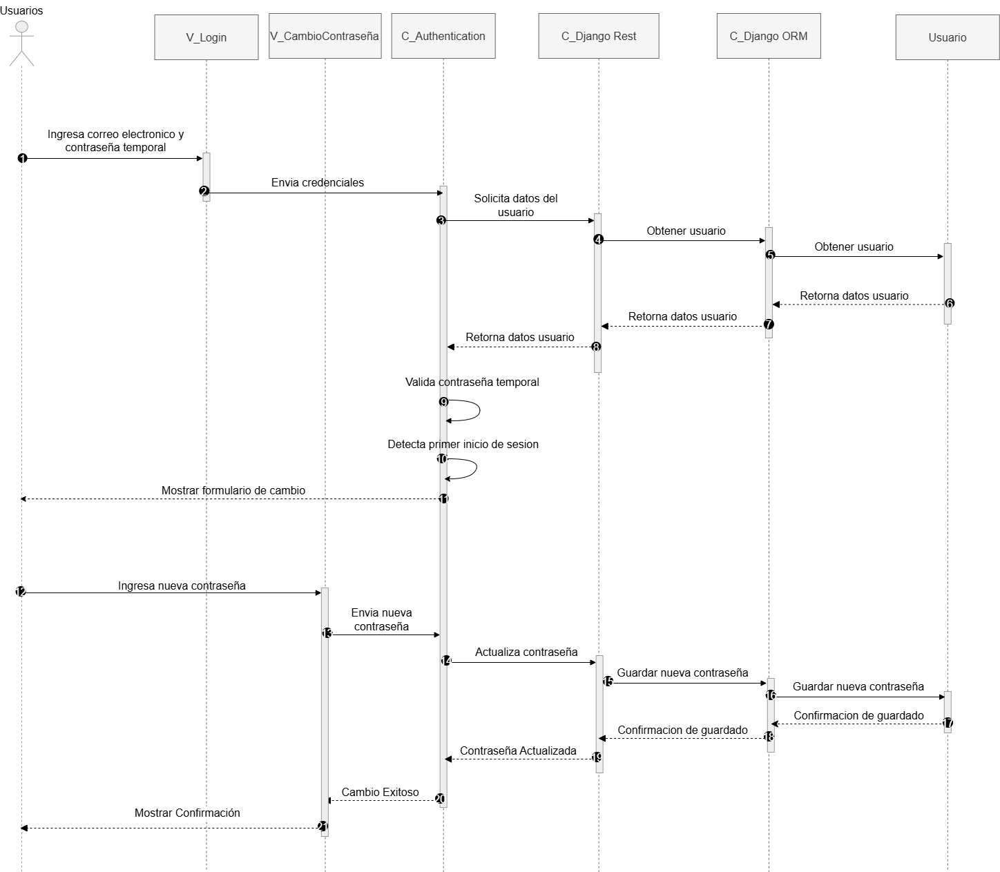 Usuarios
V_Login
V_CambioContraseña
C_Authentication
C_Django Rest
C_Django ORM
Usuario
Ingresa correo electronico y
contraseña temporal
1
2
Envia credenciales
Solicita datos del
usuario
3
4
Obtener usuario
5
Obtener usuario
Retorna datos usuario
6
Retorna datos usuario
7
Retorna datos usuario
8
Valida contraseña temporal
9
Detecta primer inicio de sesion
10
Mostrar formulario de cambio
11
12
Ingresa nueva contraseña
Envia nueva
contraseña
13
14
Actualiza contraseña
15
Guardar nueva contraseña
16
Guardar nueva contraseña
Confirmacion de guardado
17
Confirmacion de guardado
18
Contraseña Actualizada
19
Cambio Exitoso
20
Mostrar Confirmación
21